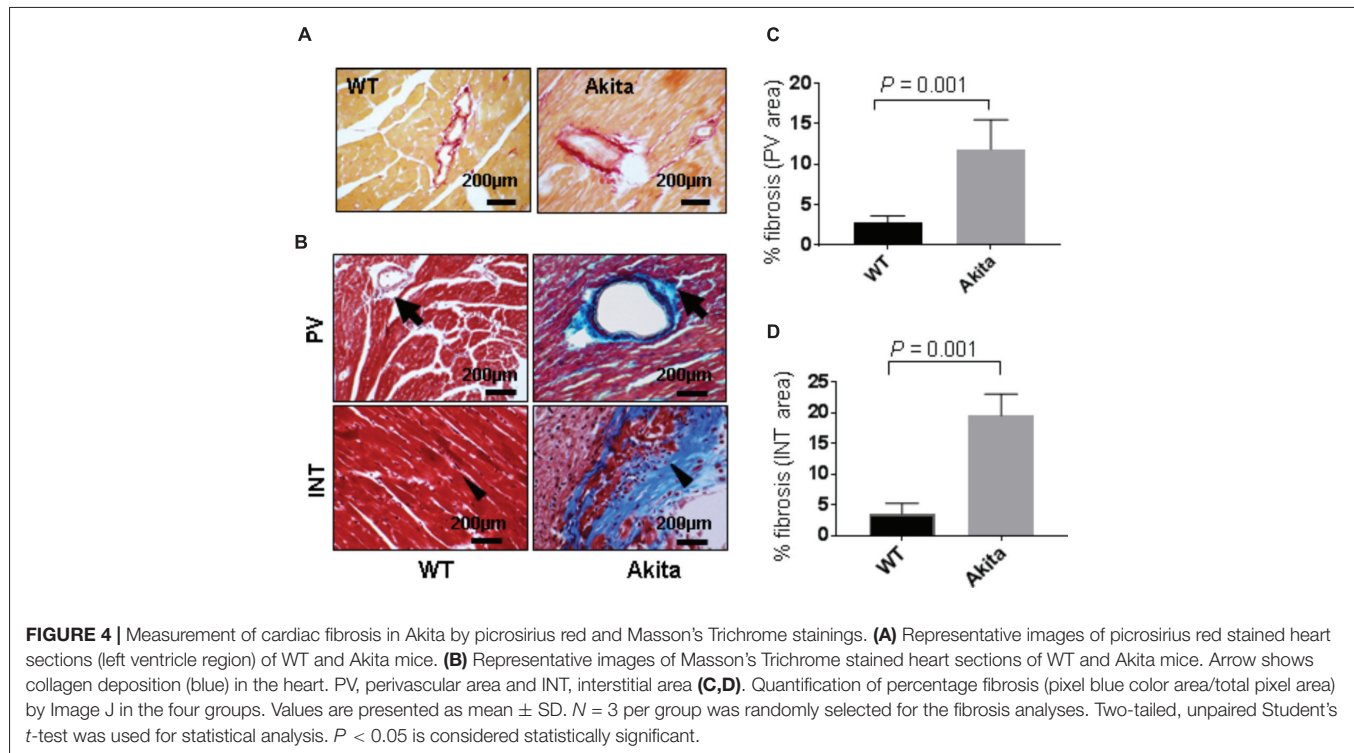 A
WT
200µm
Akita
200µm
B
PV
200µm
200µm
INT
200µm
200µm
WT
Akita
C
% fibrosis (PV area)
20
15
10
5
0
P = 0.001
WT
Akita
D
% fibrosis (INT area)
25
20
15
10
5
0
P = 0.001
WT
Akita
FIGURE 4 | Measurement of cardiac fibrosis in Akita by picrosirius red and Masson's Trichrome stainings. (A) Representative images of picrosirius red stained heart
sections (left ventricle region) of WT and Akita mice. (B) Representative images of Masson's Trichrome stained heart sections of WT and Akita mice. Arrow shows
collagen deposition (blue) in the heart. PV, perivascular area and INT, interstitial area (C,D). Quantification of percentage fibrosis (pixel blue color area/total pixel area)
by Image J in the four groups. Values are presented as mean ± SD. N = 3 per group was randomly selected for the fibrosis analyses. Two-tailed, unpaired Student's
t-test was used for statistical analysis. P < 0.05 is considered statistically significant.